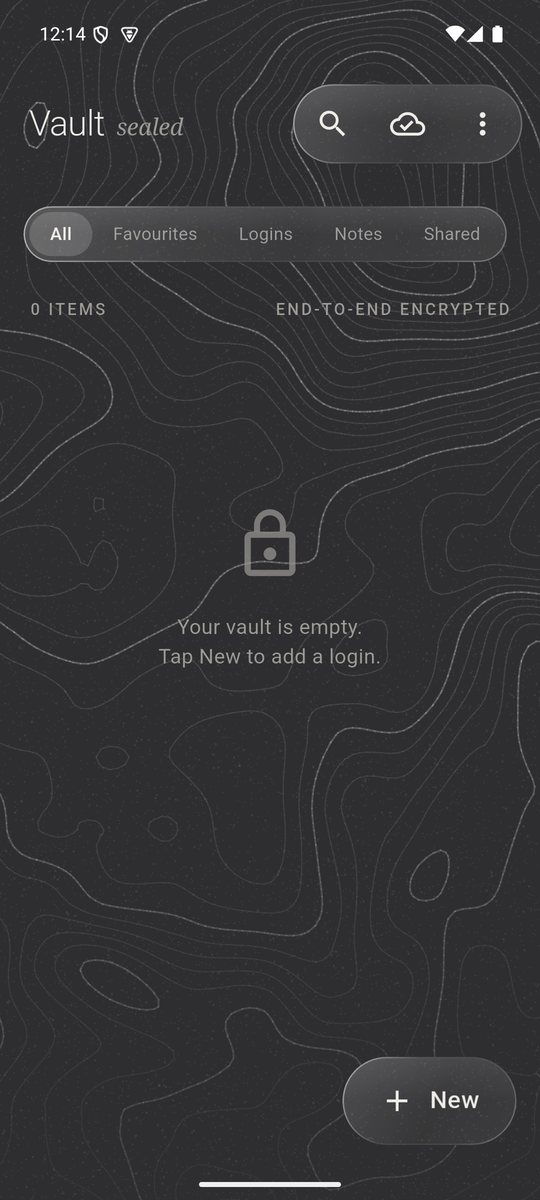 12:14
Vault sealed
All Favourites Logins Notes Shared
0 ITEMS END-TO-END ENCRYPTED
Your vault is empty.
Tap New to add a login.
New